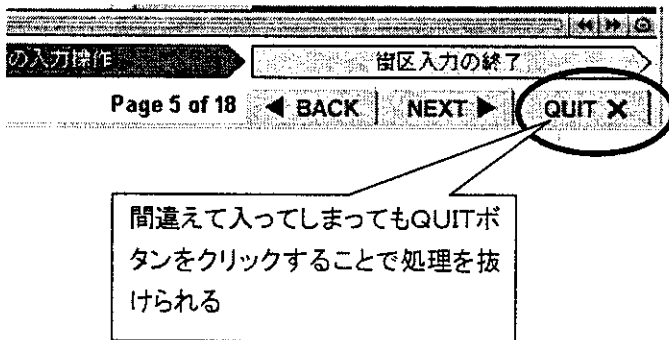 の入力操作
街区入力の終了
Page 5 of 18 ◀ BACK NEXT ▶ QUIT ✕
間違えて入ってしまってもQUITボ
タンをクリックすることで処理を抜
けられる